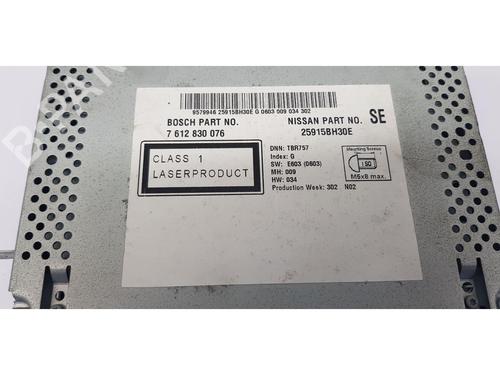 9579946 25915BH30E G 0603 009 034 302
BOSCH PART NO.
7 612 830 076
NISSAN PART NO.
25915BH30E
SE
CLASS 1
LASERPRODUCT
DNN: TBR757
Index: G
SW: E603 (0603)
MH: 009
HW: 034
Production Week: 302 N02
Mounting Screws
ISO
M5x8 max.